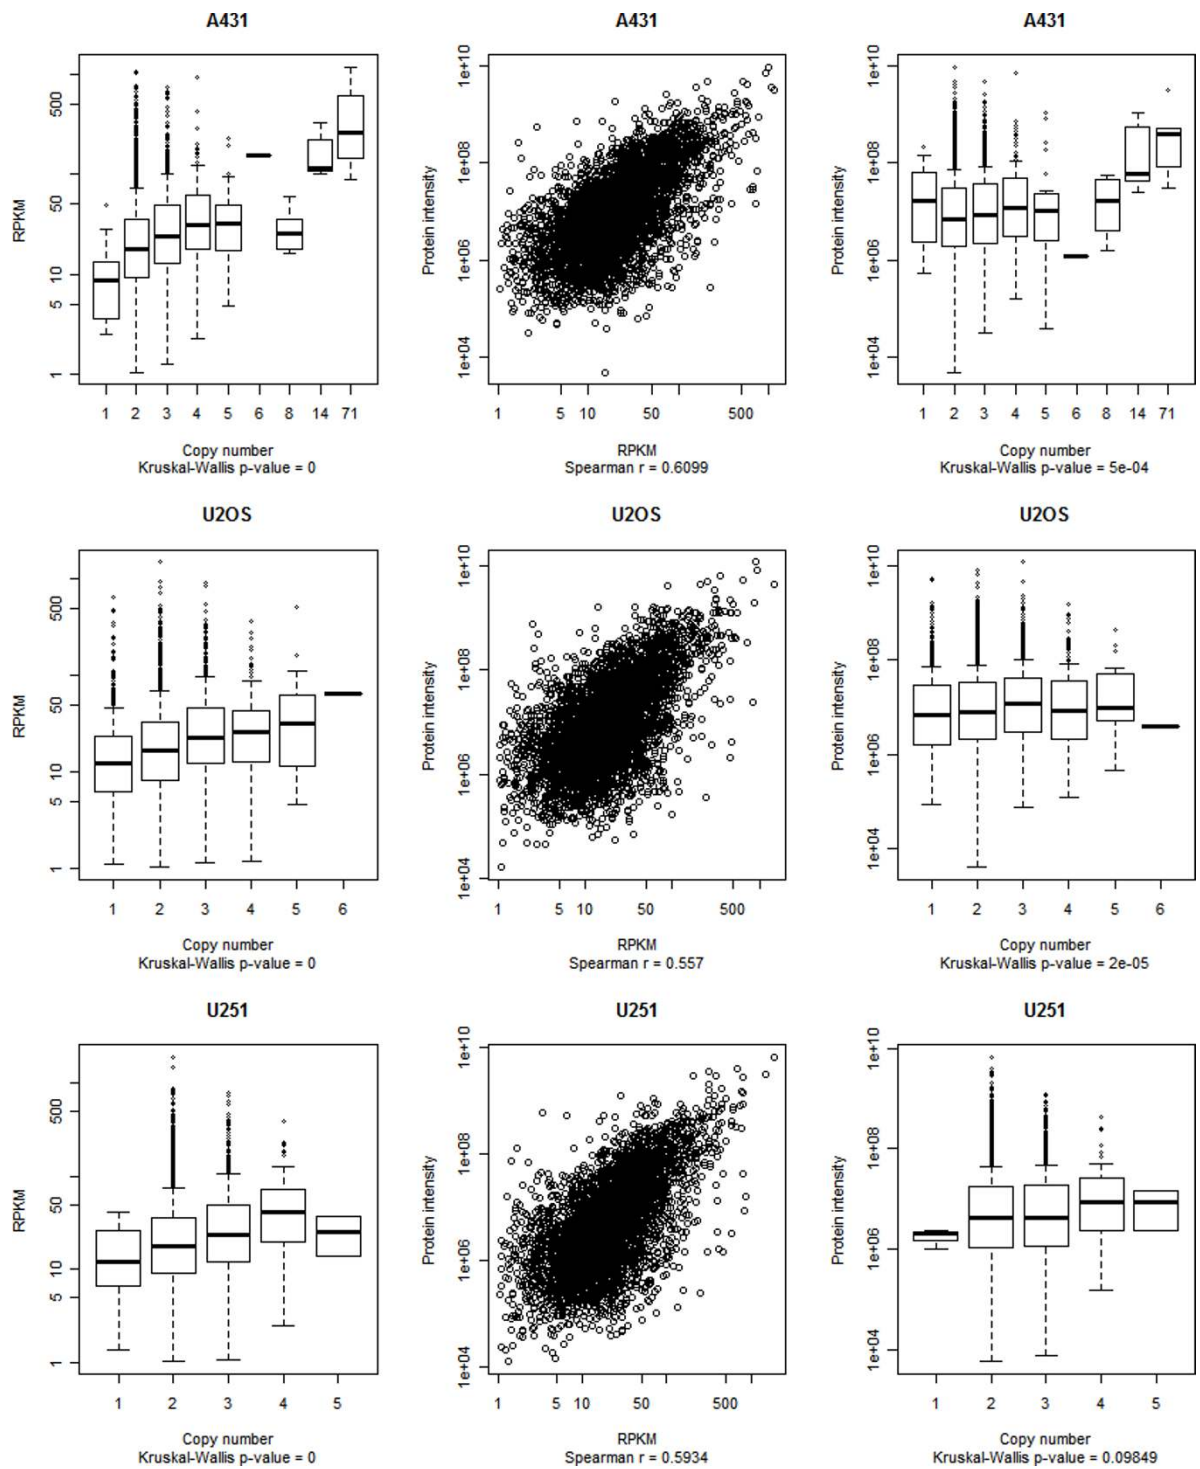 A431
A431
A431
RPKM
500
50
10
5
1
1 2 3 4 5 6 8 14 71
Copy number
Kruskal-Wallis p-value = 0
Protein intensity
1e+10
1e+08
1e+06
1e+04
1 5 10 50 500
RPKM
Spearman r = 0.6099
Protein intensity
1e+10
1e+08
1e+06
1e+04
1 2 3 4 5 6 8 14 71
Copy number
Kruskal-Wallis p-value = 5e-04
U2OS
U2OS
U2OS
RPKM
500
50
10
5
1
1 2 3 4 5 6
Copy number
Kruskal-Wallis p-value = 0
Protein intensity
1e+10
1e+08
1e+06
1e+04
1 5 10 50 500
RPKM
Spearman r = 0.557
Protein intensity
1e+10
1e+08
1e+06
1e+04
1 2 3 4 5 6
Copy number
Kruskal-Wallis p-value = 2e-05
U251
U251
U251
RPKM
500
50
10
5
1
1 2 3 4 5
Copy number
Kruskal-Wallis p-value = 0
Protein intensity
1e+10
1e+08
1e+06
1e+04
1 5 10 50 500
RPKM
Spearman r = 0.5934
Protein intensity
1e+10
1e+08
1e+06
1e+04
1 2 3 4 5
Copy number
Kruskal-Wallis p-value = 0.09849